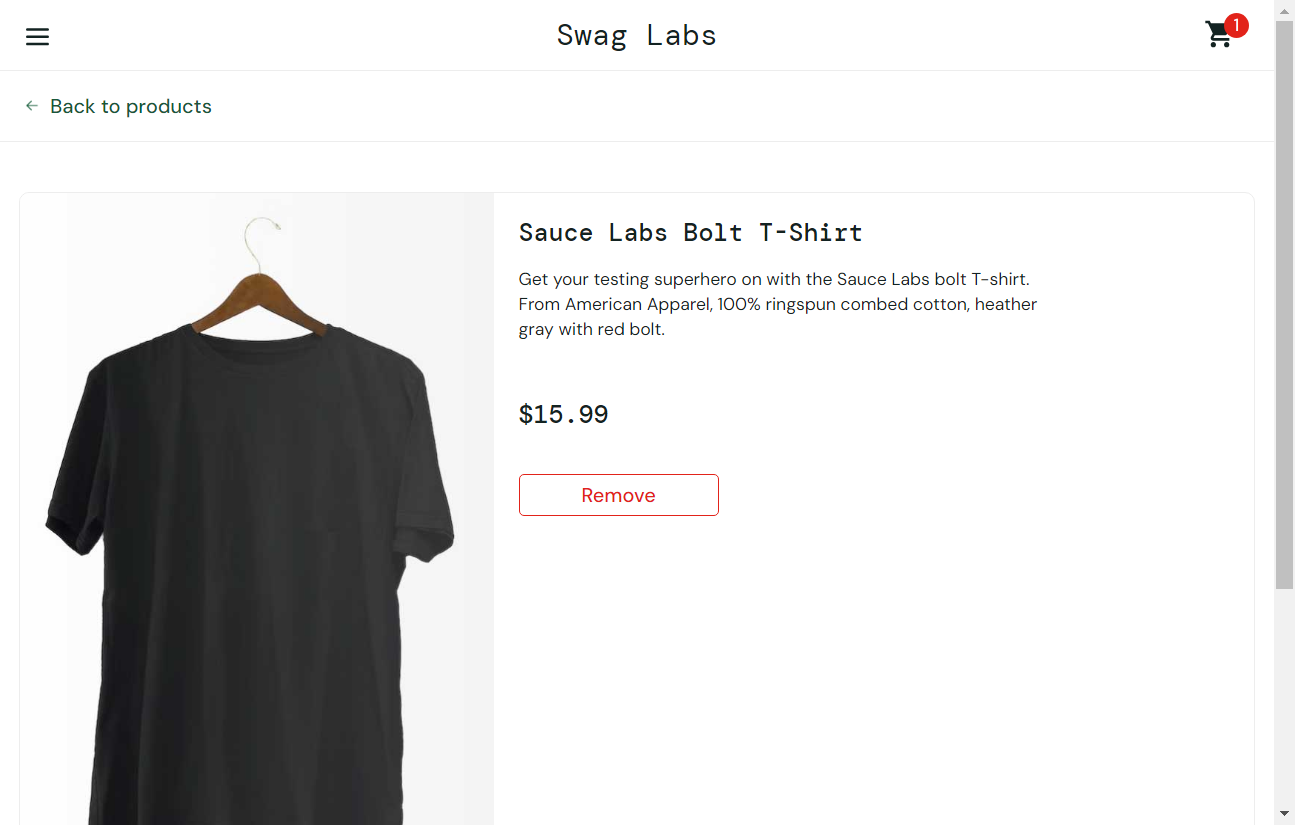 Swag Labs
1
Back to products
Sauce Labs Bolt T-Shirt
Get your testing superhero on with the Sauce Labs bolt T-shirt.
From American Apparel, 100% ringspun combed cotton, heather
gray with red bolt.
$15.99
Remove